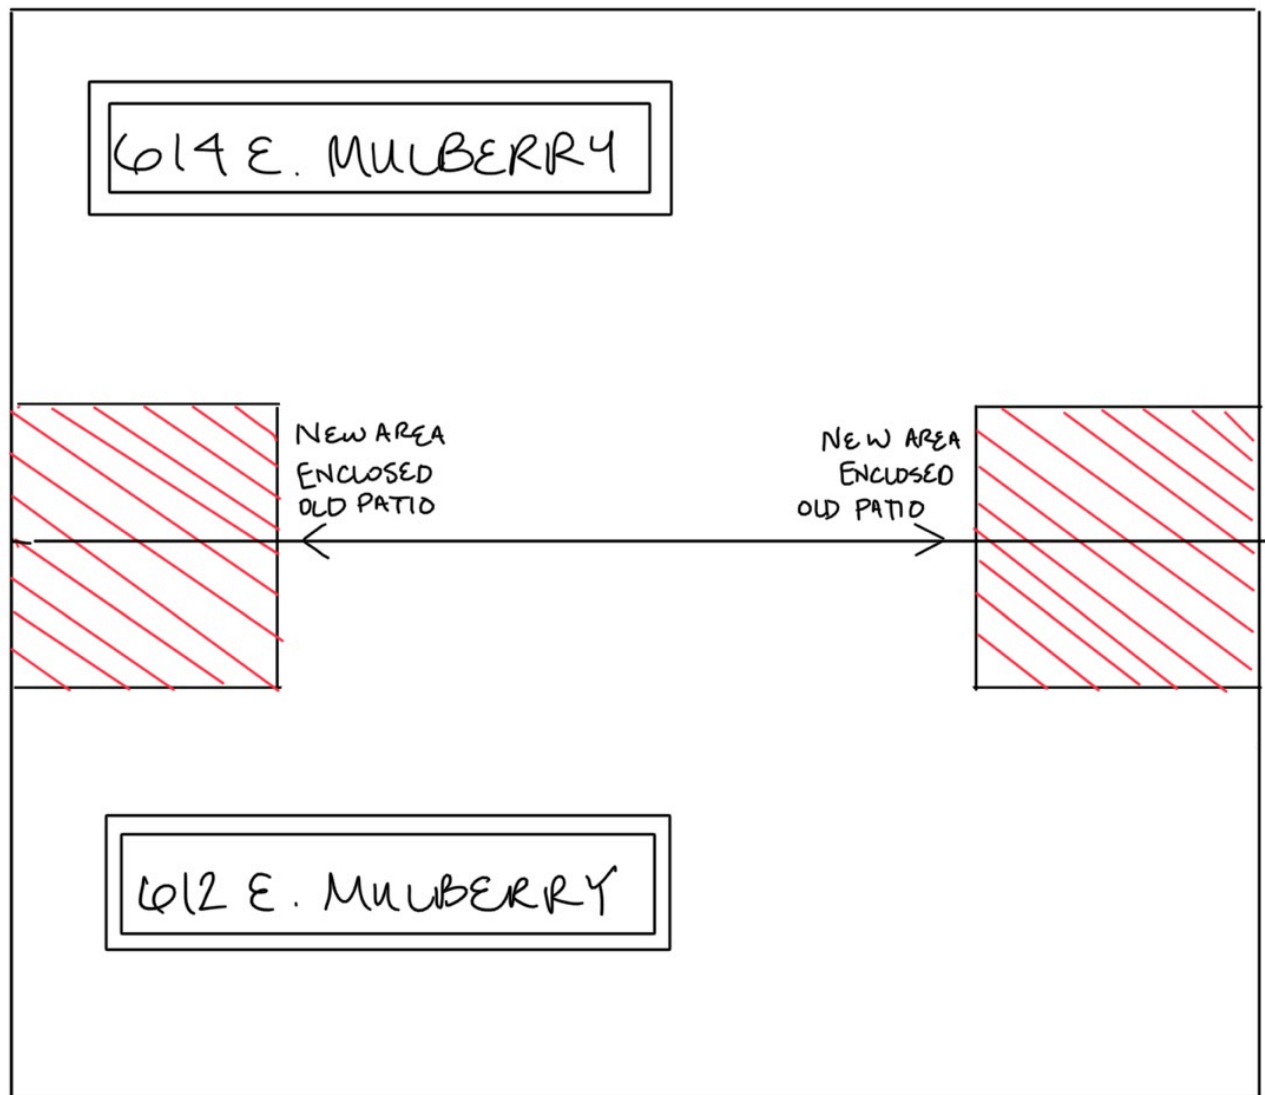 614 E. MULBERRY
NEW AREA
ENCLOSED
OLD PATIO
NEW AREA
ENCLOSED
OLD PATIO
612 E. MULBERRY